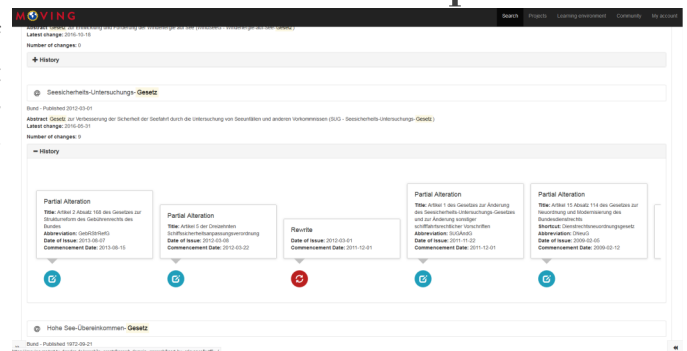 MOVING
Search Projects Learning environment Community My account
Latest change: 2016-10-18
Number of changes: 0
History
Seesicherheits-Untersuchungs-Gesetz
Bund - Published 2012-03-01
Abstract Gesetz zur Verbesserung der Sicherheit der Seefahrt durch die Untersuchung von Seeunfällen und anderen Vorkommnissen (SUG - Seesicherheits-Untersuchungs-Gesetz)
Latest change: 2016-05-31
Number of changes: 9
History
Partial Alteration
Title: Artikel 2 Absatz 168 des Gesetzes zur
Strukturreform des Gebührenrechts des
Bundes
Abbreviation: GebRStrRefG
Date of Issue: 2013-08-07
Commencement Date: 2013-08-15
Partial Alteration
Title: Artikel 5 der Dreizehnten
Schiffssicherheitsanpassungsverordnung
Date of Issue: 2012-03-08
Commencement Date: 2012-03-22
Rewrite
Date of Issue: 2012-03-01
Commencement Date: 2011-12-01
Partial Alteration
Title: Artikel 1 des Gesetzes zur Änderung
des Seesicherheits-Untersuchungs-Gesetzes
und zur Änderung sonstiger
schifffahrtsrechtlicher Vorschriften
Abbreviation: SUGÄndG
Date of Issue: 2011-11-22
Commencement Date: 2011-12-01
Partial Alteration
Title: Artikel 15 Absatz 114 des Gesetzes zur
Neuordnung und Modernisierung des
Bundesdienstrechts
Shortcut: Dienstrechtsneuordnungsgesetz
Abbreviation: DNeuG
Date of Issue: 2009-02-05
Commencement Date: 2009-02-12
Hohe See-Übereinkommen-Gesetz
Bund - Published 1972-09-21